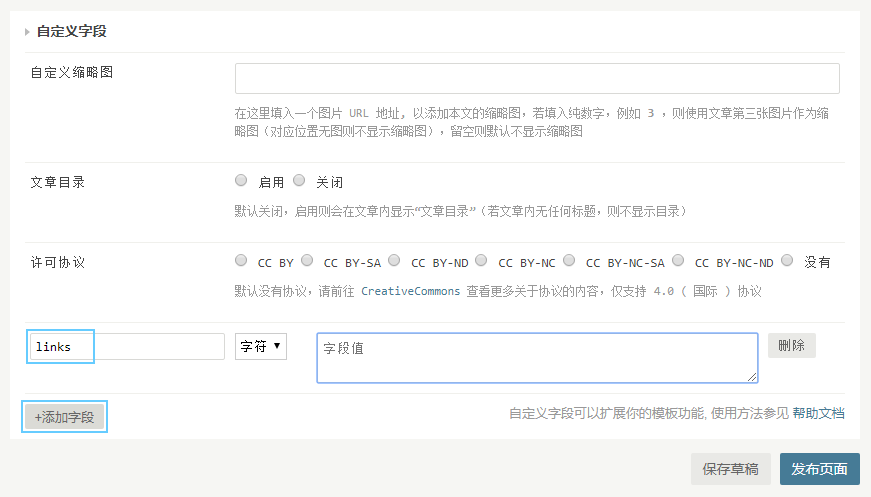 自定义字段
自定义缩略图
在这里填入一个图片 URL 地址, 以添加本文的缩略图，若填入纯数字，例如 3 ，则使用文章第三张图片作为缩
略图（对应位置无图则不显示缩略图），留空则默认不显示缩略图
文章目录
启用 关闭
默认关闭，启用则会在文章内显示“文章目录”（若文章内无任何标题，则不显示目录）
许可协议
CC BY CC BY-SA CC BY-ND CC BY-NC CC BY-NC-SA CC BY-NC-ND 没有
默认没有协议，请前往 CreativeCommons 查看更多关于协议的内容，仅支持 4.0 ( 国际 ) 协议
links 字符 字段值 删除
+添加字段 自定义字段可以扩展你的模板功能, 使用方法参见 帮助文档
保存草稿 发布页面